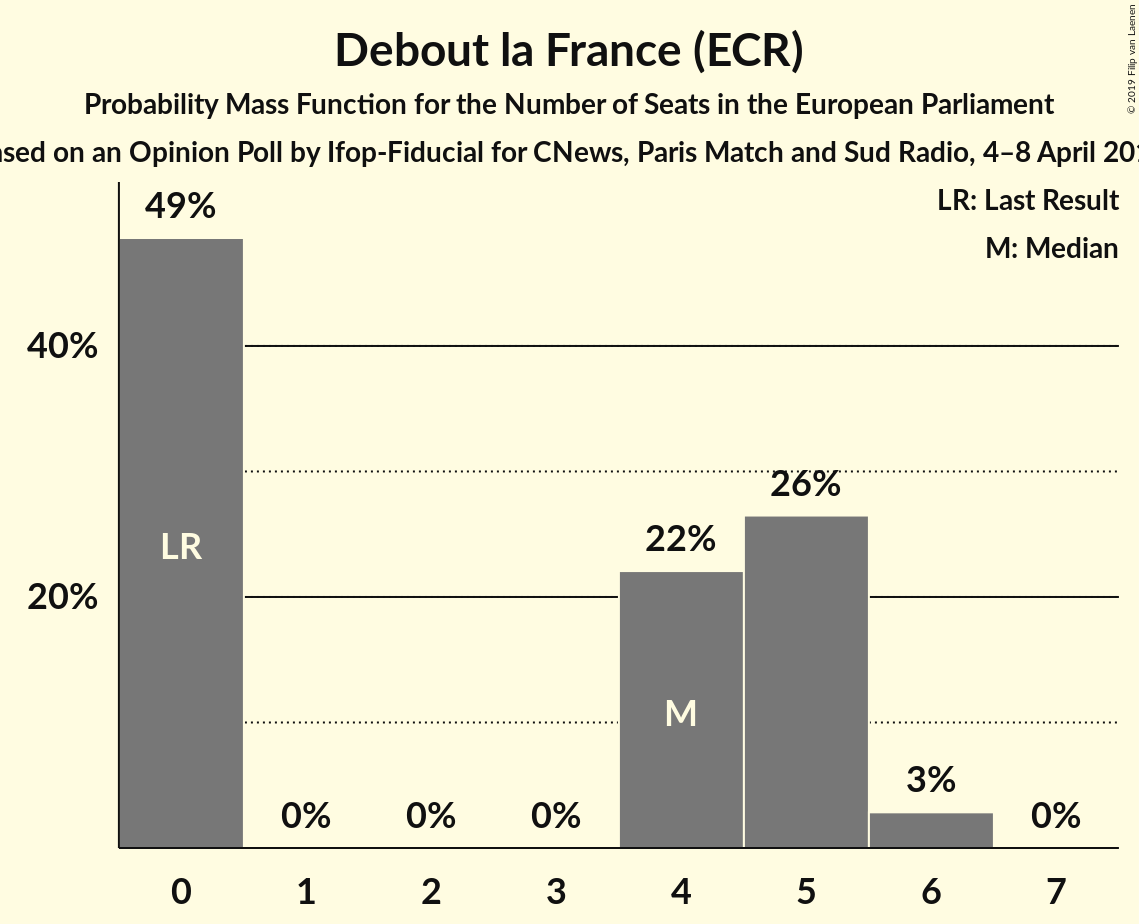 Debout la France (ECR)
Probability Mass Function for the Number of Seats in the European Parliament
on an Opinion Poll by Ifop-Fiducial for CNews, Paris Match and Sud Radio, 4–8 April
© 2019 Filip van Laenen
LR: Last Result
M: Median
49%
40%
26%
22%
LR
20%
M
3%
0% 0% 0% 0%
0 1 2 3 4 5 6 7